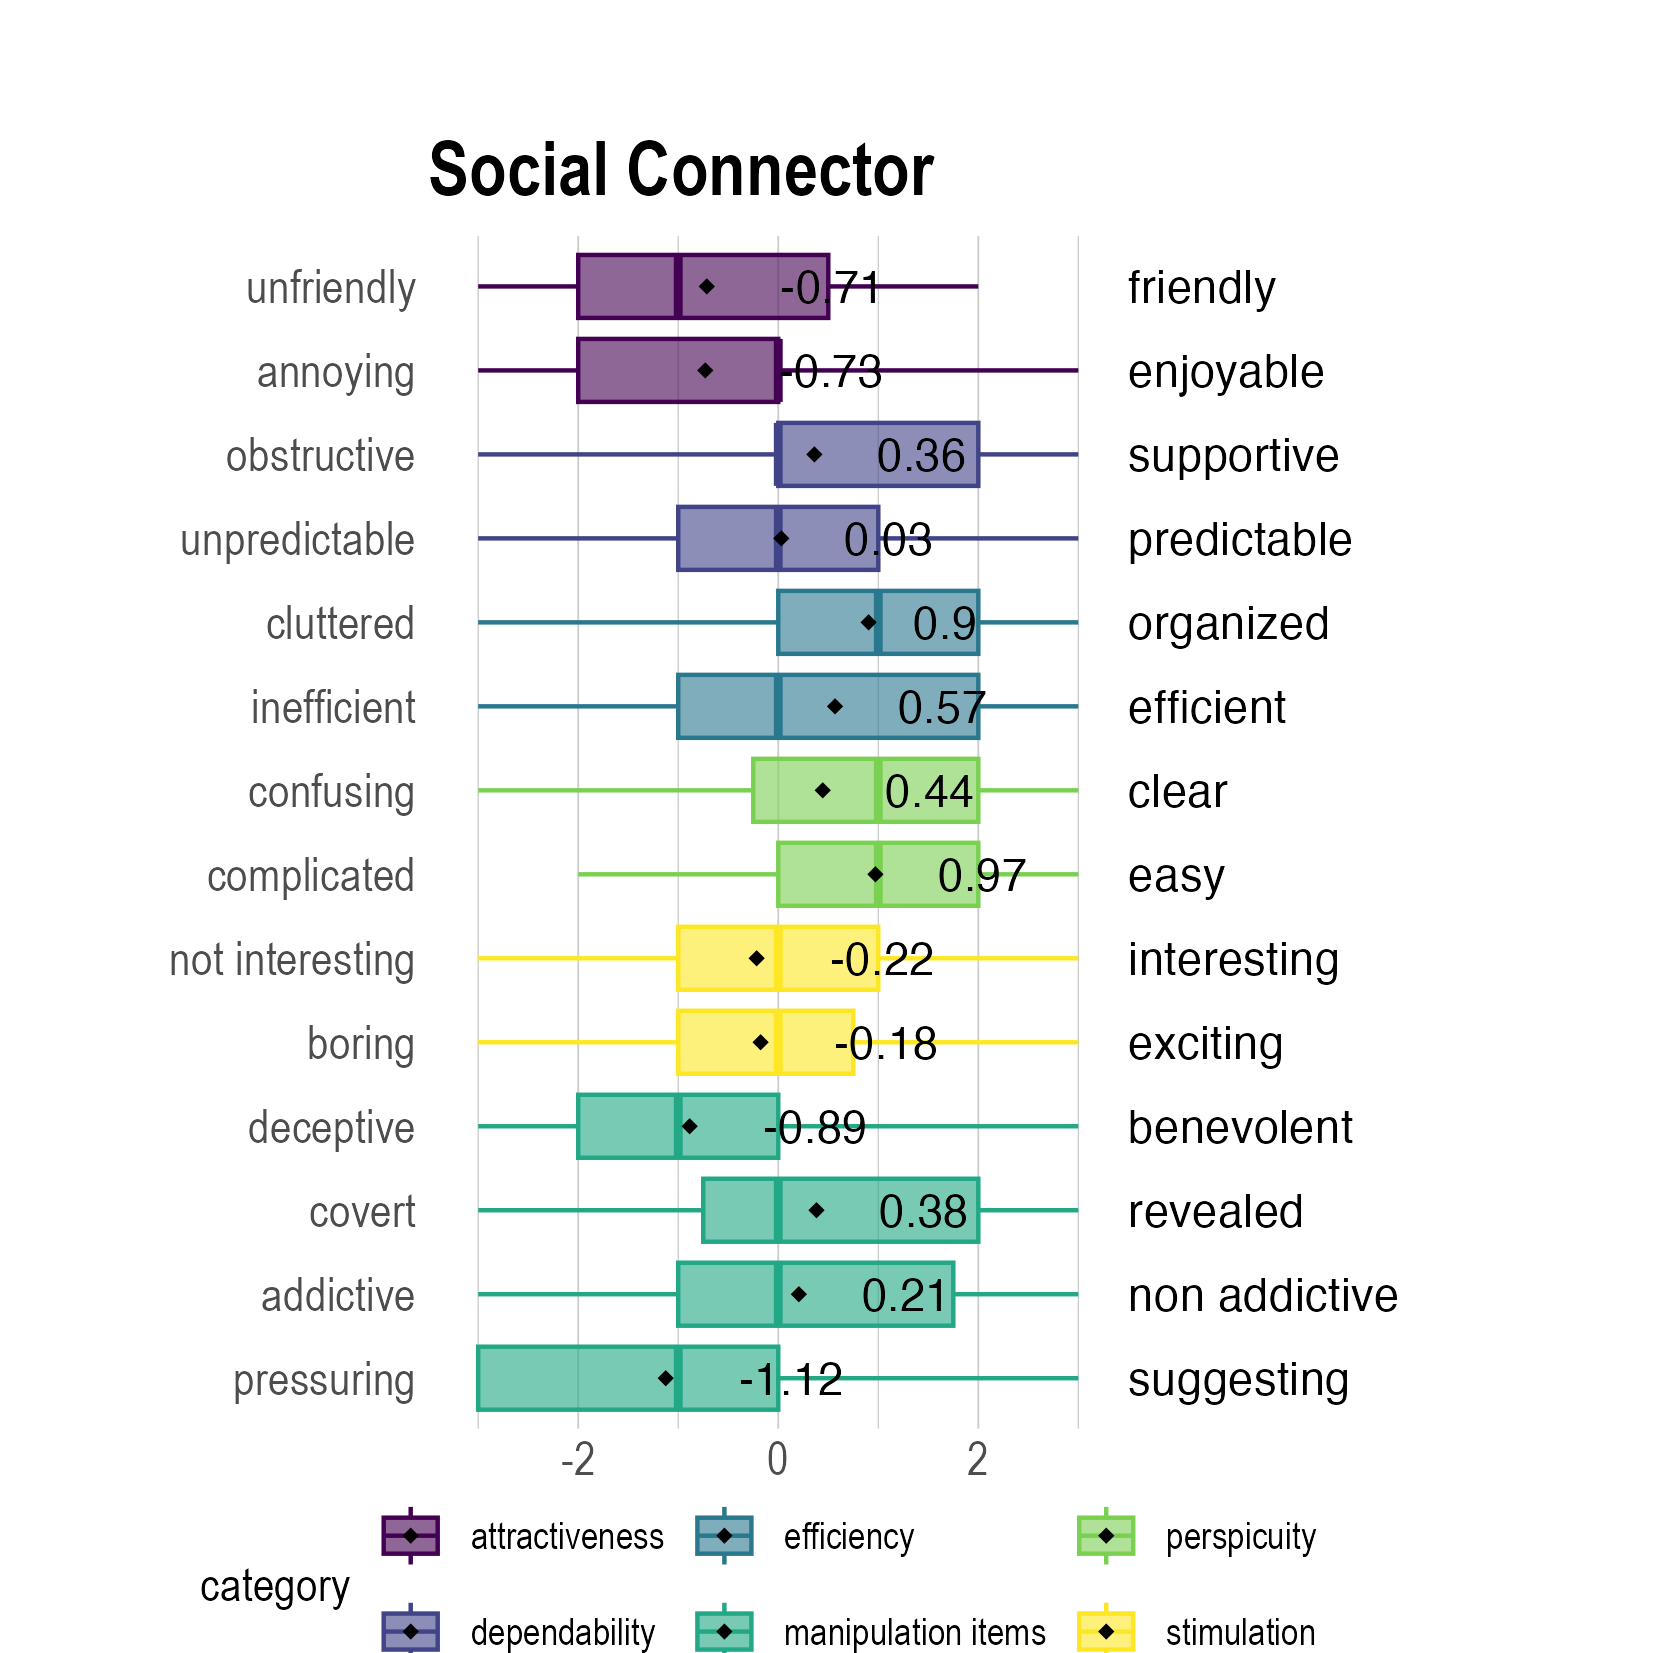 Social Connector
unfriendly -0.71 friendly
annoying -0.73 enjoyable
obstructive 0.36 supportive
unpredictable 0.03 predictable
cluttered 0.9 organized
inefficient 0.57 efficient
confusing 0.44 clear
complicated 0.97 easy
not interesting -0.22 interesting
boring -0.18 exciting
deceptive -0.89 benevolent
covert 0.38 revealed
addictive 0.21 non addictive
pressuring -1.12 suggesting
-2 0 2
attractiveness efficiency perspicuity
category
dependability manipulation items stimulation